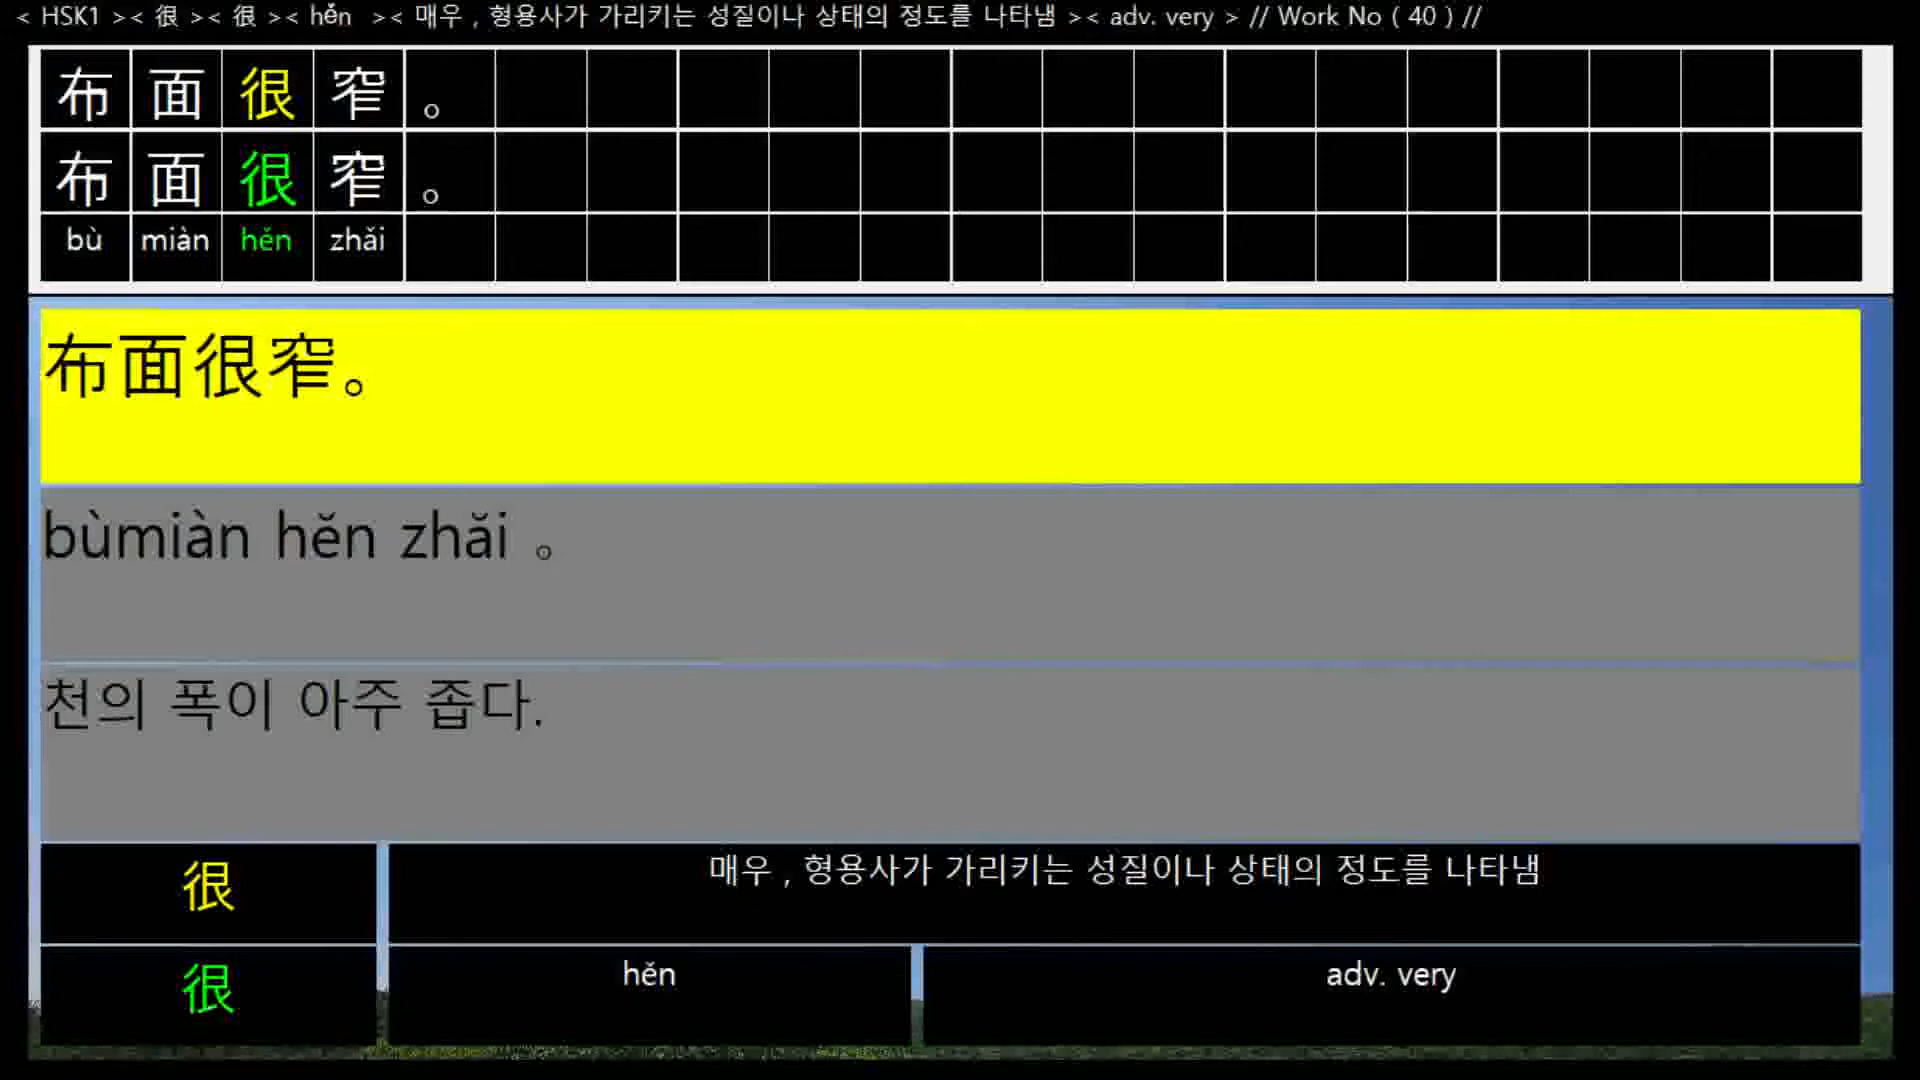 < HSK1 >< 很 >< 很 >< hěn >< 매우 , 형용사가 가리키는 성질이나 상태의 정도를 나타냄 >< adv. very > // Work No ( 40 ) //
布面很窄。
布面很窄。
bù miàn hěn zhǎi
布面很窄。
bùmiàn hěn zhǎi 。
천의 폭이 아주 좁다.
很
매우 , 형용사가 가리키는 성질이나 상태의 정도를 나타냄
很
hěn
adv. very